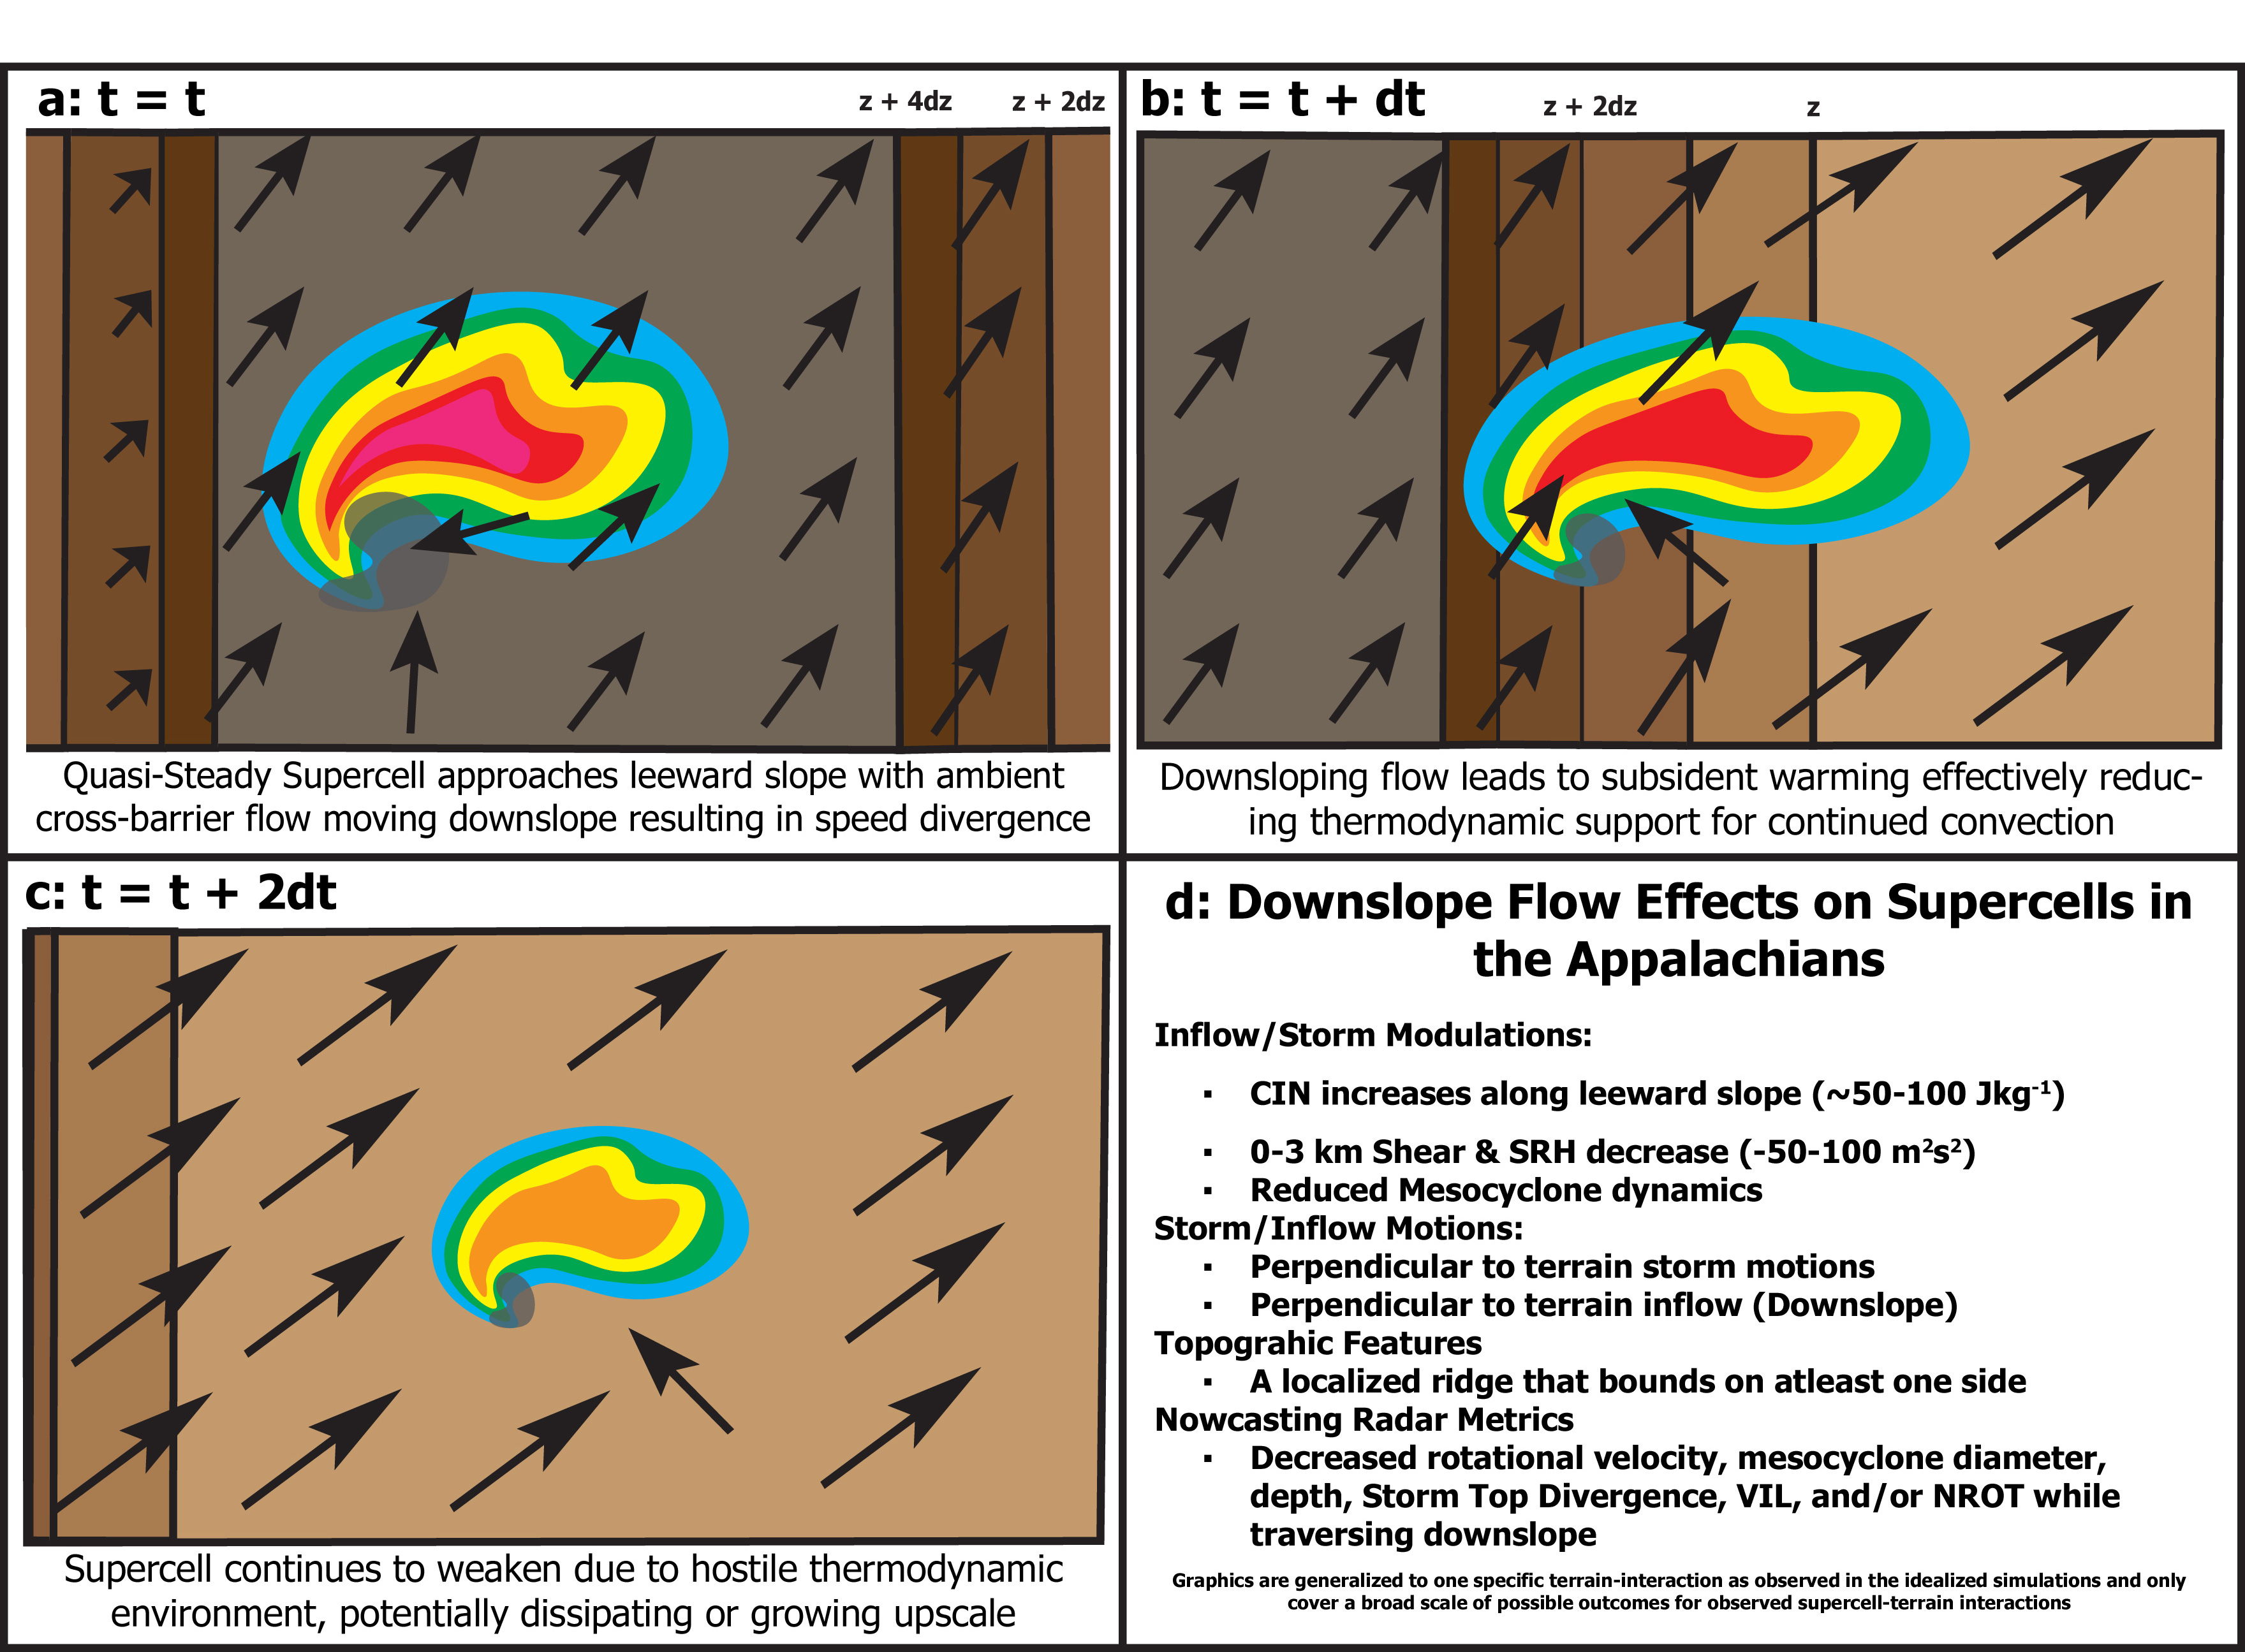 a: t = t
z + 4dz
z + 2dz
Quasi-Steady Supercell approaches leeward slope with ambient
cross-barrier flow moving downslope resulting in speed divergence
b: t = t + dt
z + 2dz
z
Downsloping flow leads to subsident warming effectively reduc-
ing thermodynamic support for continued convection
c: t = t + 2dt
Supercell continues to weaken due to hostile thermodynamic
environment, potentially dissipating or growing upscale
d: Downslope Flow Effects on Supercells in
the Appalachians
Inflow/Storm Modulations:
▪ CIN increases along leeward slope (~50-100 Jkg⁻¹)
▪ 0-3 km Shear & SRH decrease (-50-100 m²s²)
▪ Reduced Mesocyclone dynamics
Storm/Inflow Motions:
▪ Perpendicular to terrain storm motions
▪ Perpendicular to terrain inflow (Downslope)
Topograhic Features
▪ A localized ridge that bounds on atleast one side
Nowcasting Radar Metrics
▪ Decreased rotational velocity, mesocyclone diameter,
depth, Storm Top Divergence, VIL, and/or NROT while
traversing downslope
Graphics are generalized to one specific terrain-interaction as observed in the idealized simulations and only
cover a broad scale of possible outcomes for observed supercell-terrain interactions